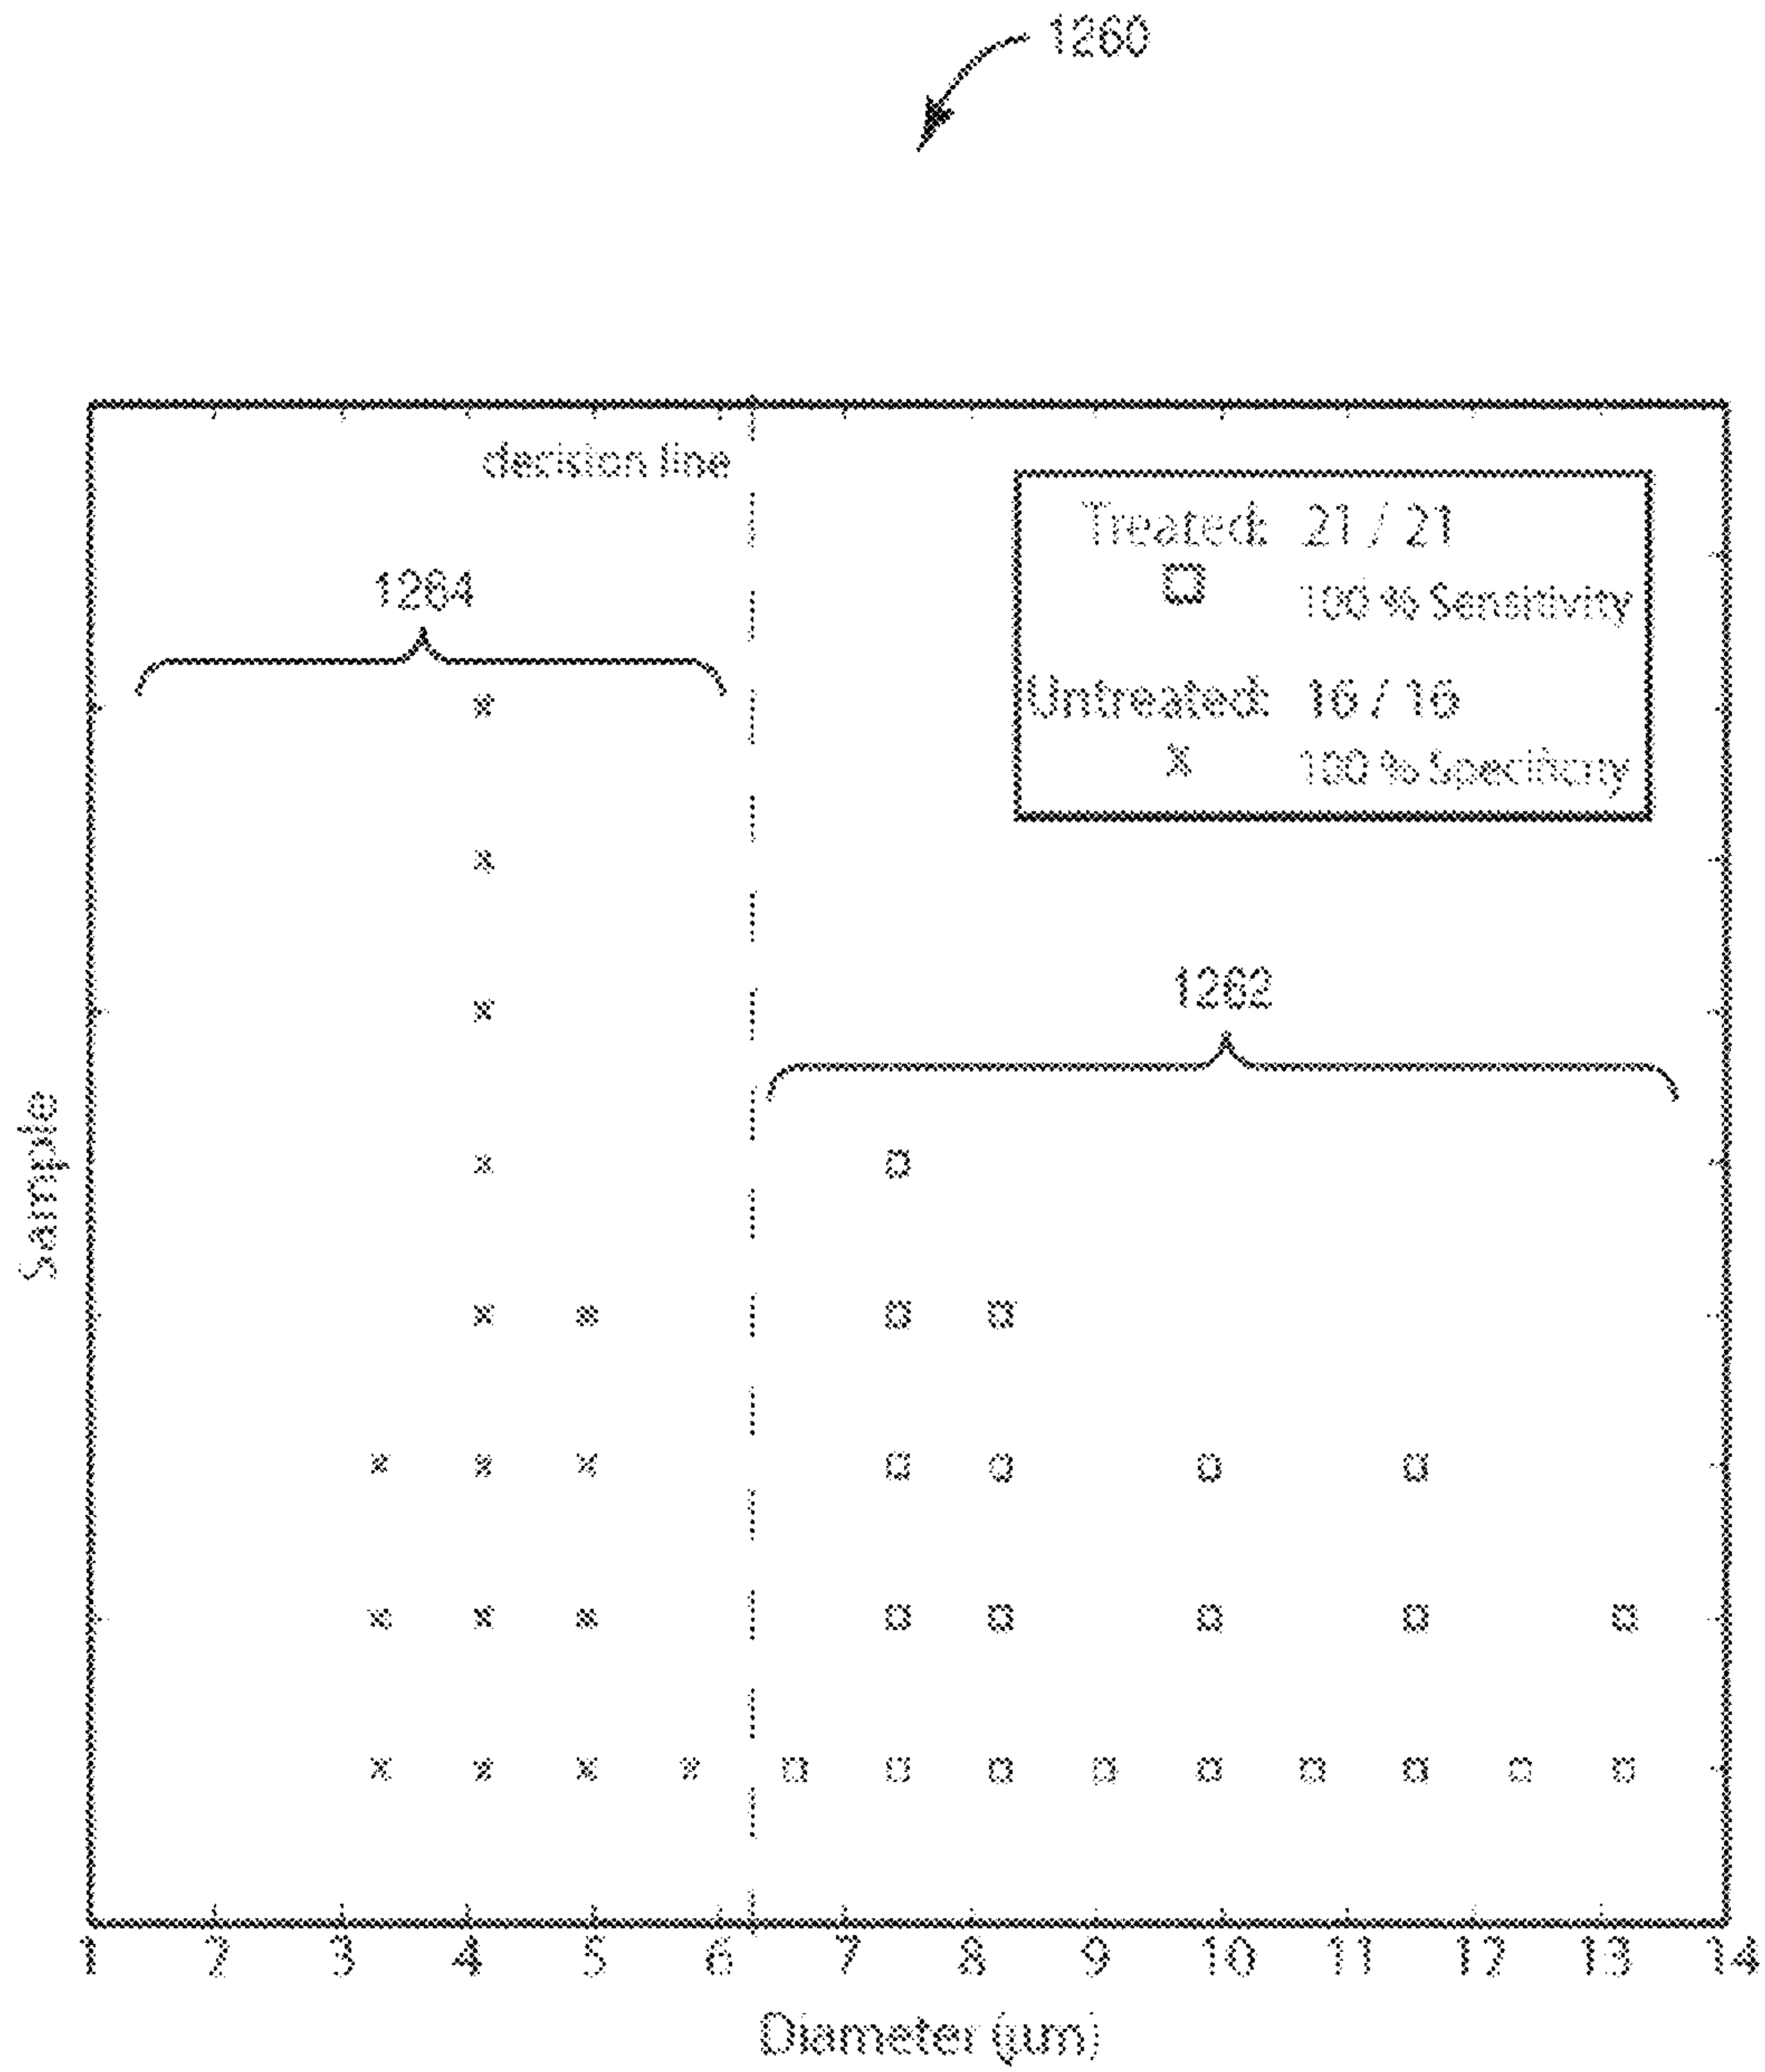 1260
decision line
Treated: 21 / 21
100 % Sensitivity
Untreated: 16 / 16
100 % Specificity
1264
1262
Sample
1 2 3 4 5 6 7 8 9 10 11 12 13 14
Diameter (µm)